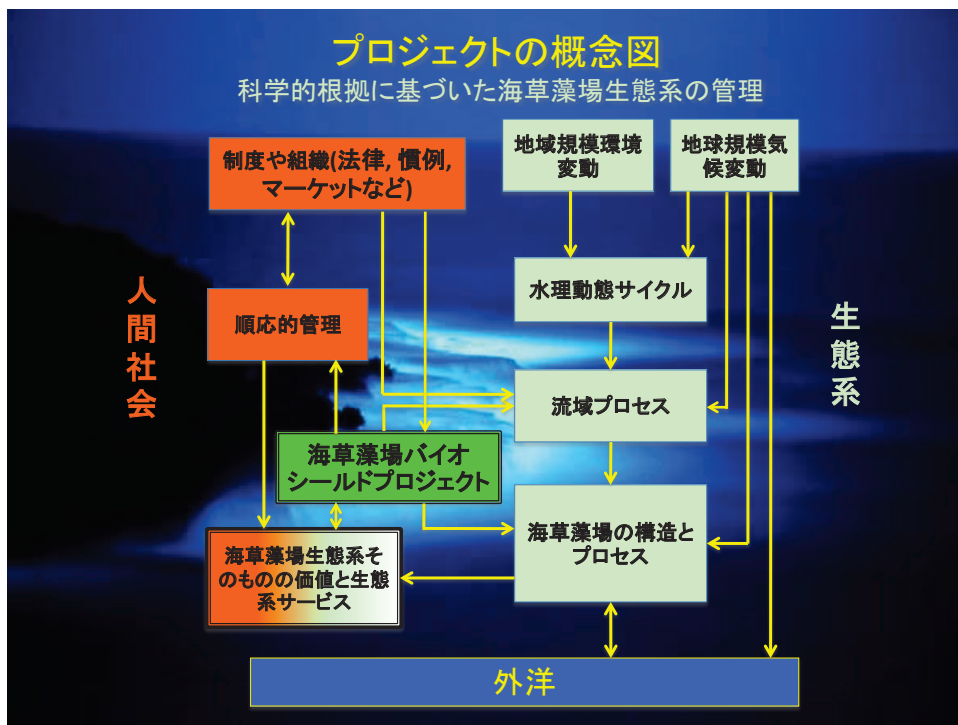 プロジェクトの概念図
科学的根拠に基づいた海草藻場生態系の管理
制度や組織(法律, 慣例,
マーケットなど)
地域規模環境
変動
地球規模気
候変動
人間社会
順応的管理
水理動態サイクル
生態系
流域プロセス
海草藻場バイオ
シールドプロジェクト
海草藻場の構造と
プロセス
海草藻場生態系そ
のものの価値と生態
系サービス
外洋